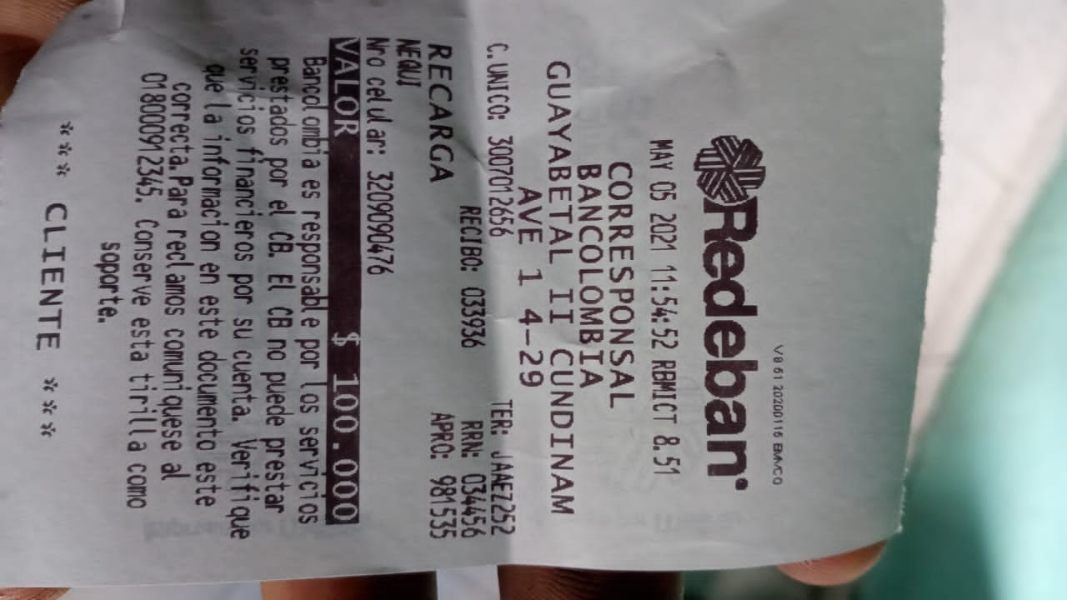 V8.61 20200116 EMVCO
Redeban
MAY 05 2021 11:54:52 RBMICT 8.51
CORRESPONSAL
BANCOLOMBIA
GUAYABETAL II CUNDINAM
AVE 1 4-29
C.UNICO: 3007012656 TER: JAAE7252
RECIBO: 033936 RRN: 034456
RECARGA APRO: 981535
NEQUI
Nro celular: 3209090476
VALOR $ 100.000
Bancolombia es responsable por los servicios
prestados por el CB. El CB no puede prestar
servicios financieros por su cuenta. Verifique
que la informacion en este documento este
correcta.Para reclamos comuniquese al
018000912345. Conserve esta tirilla como
soporte.
*** CLIENTE ***